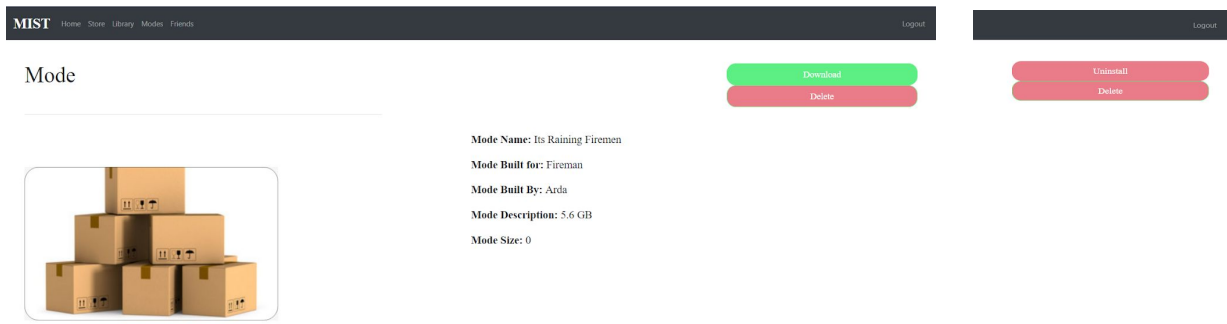 MIST Home Store Library Modes Friends Logout
Mode
Download
Delete
Mode Name: Its Raining Firemen
Mode Built for: Fireman
Mode Built By: Arda
Mode Description: 5.6 GB
Mode Size: 0
Logout
Uninstall
Delete